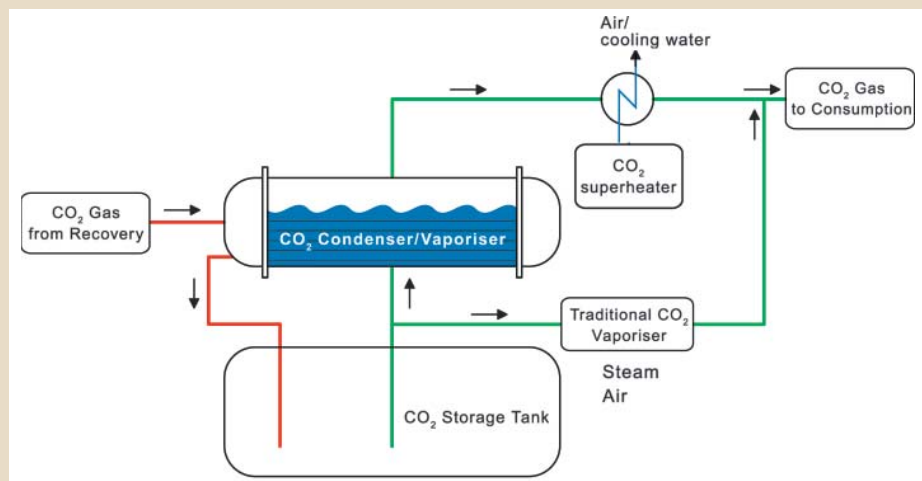 Air/
cooling water
CO₂ Gas
to Consumption
CO₂
superheater
CO₂ Gas
from Recovery
CO₂ Condenser/Vaporiser
Traditional CO₂
Vaporiser
Steam
Air
CO₂ Storage Tank